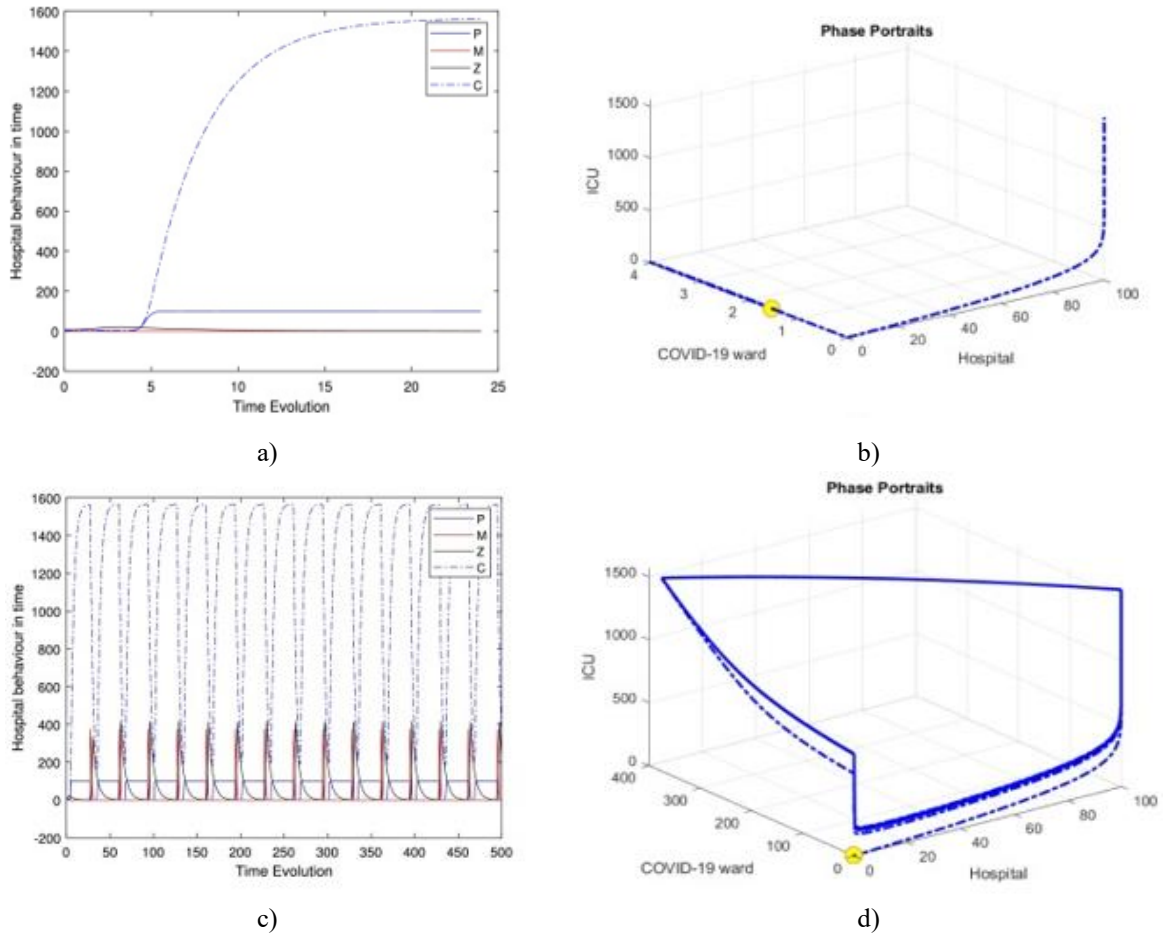 1600
1400
1200
1000
800
600
400
200
0
-200
Hospital behaviour in time
P
M
Z
C
0 5 10 15 20 25
Time Evolution
a)
Phase Portraits
1500
1000
500
0
ICU
4 3 2 1 0
COVID-19 ward
0 20 40 60 80 100
Hospital
b)
1600
1400
1200
1000
800
600
400
200
0
-200
Hospital behaviour in time
P
M
Z
C
0 50 100 150 200 250 300 350 400 450 500
Time Evolution
c)
Phase Portraits
1500
1000
500
0
ICU
400 300 200 100 0
COVID-19 ward
0 20 40 60 80 100
Hospital
d)